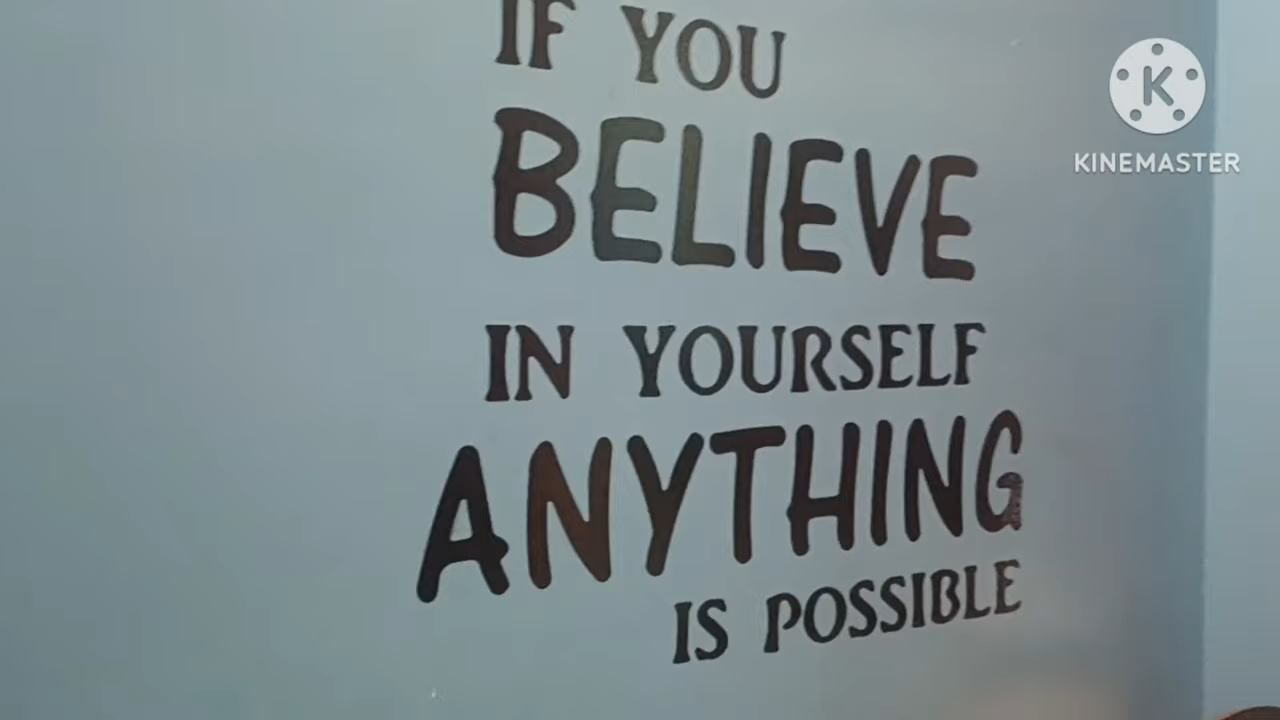 IF YOU
BELIEVE
IN YOURSELF
ANYTHING
IS POSSIBLE
K
KINEMASTER